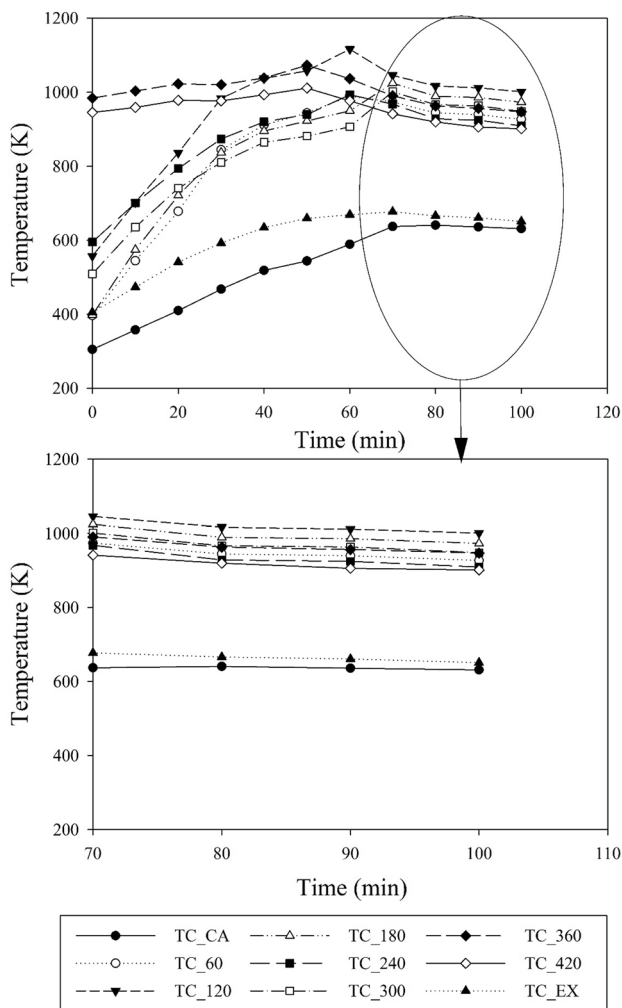 1200
1000
800
600
400
200
Temperature (K)
0 20 40 60 80 100 120
Time (min)
1200
1000
800
600
400
200
Temperature (K)
70 80 90 100 110
Time (min)
TC_CA TC_180 TC_360
TC_60 TC_240 TC_420
TC_120 TC_300 TC_EX